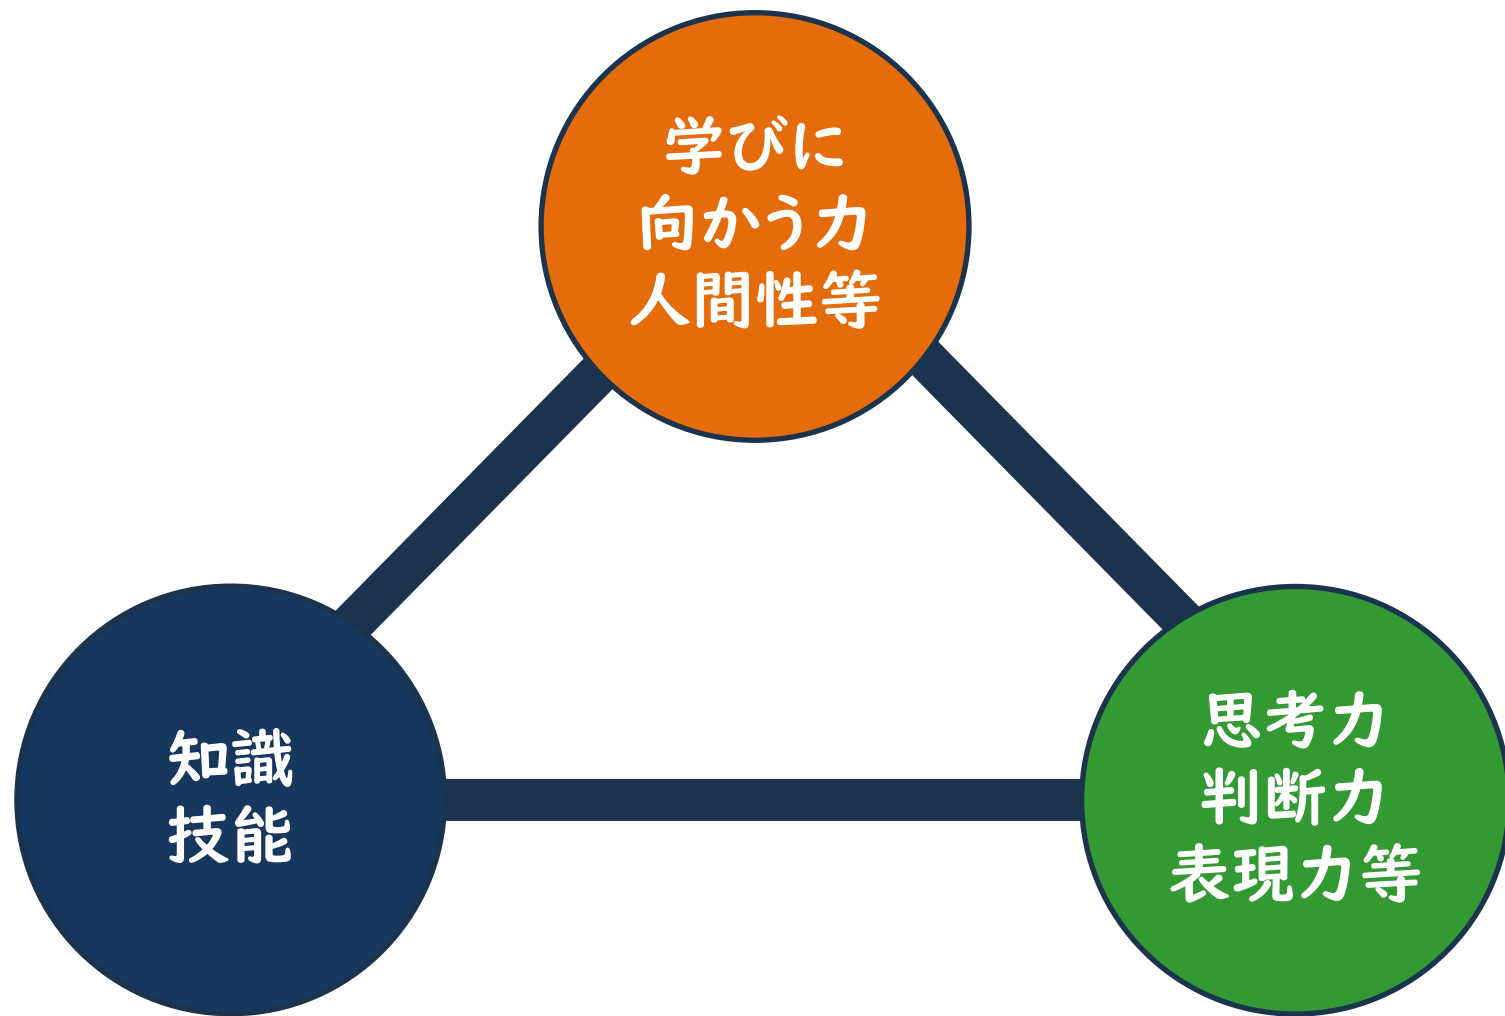 学びに
向かう力
人間性等
知識
技能
思考力
判断力
表現力等